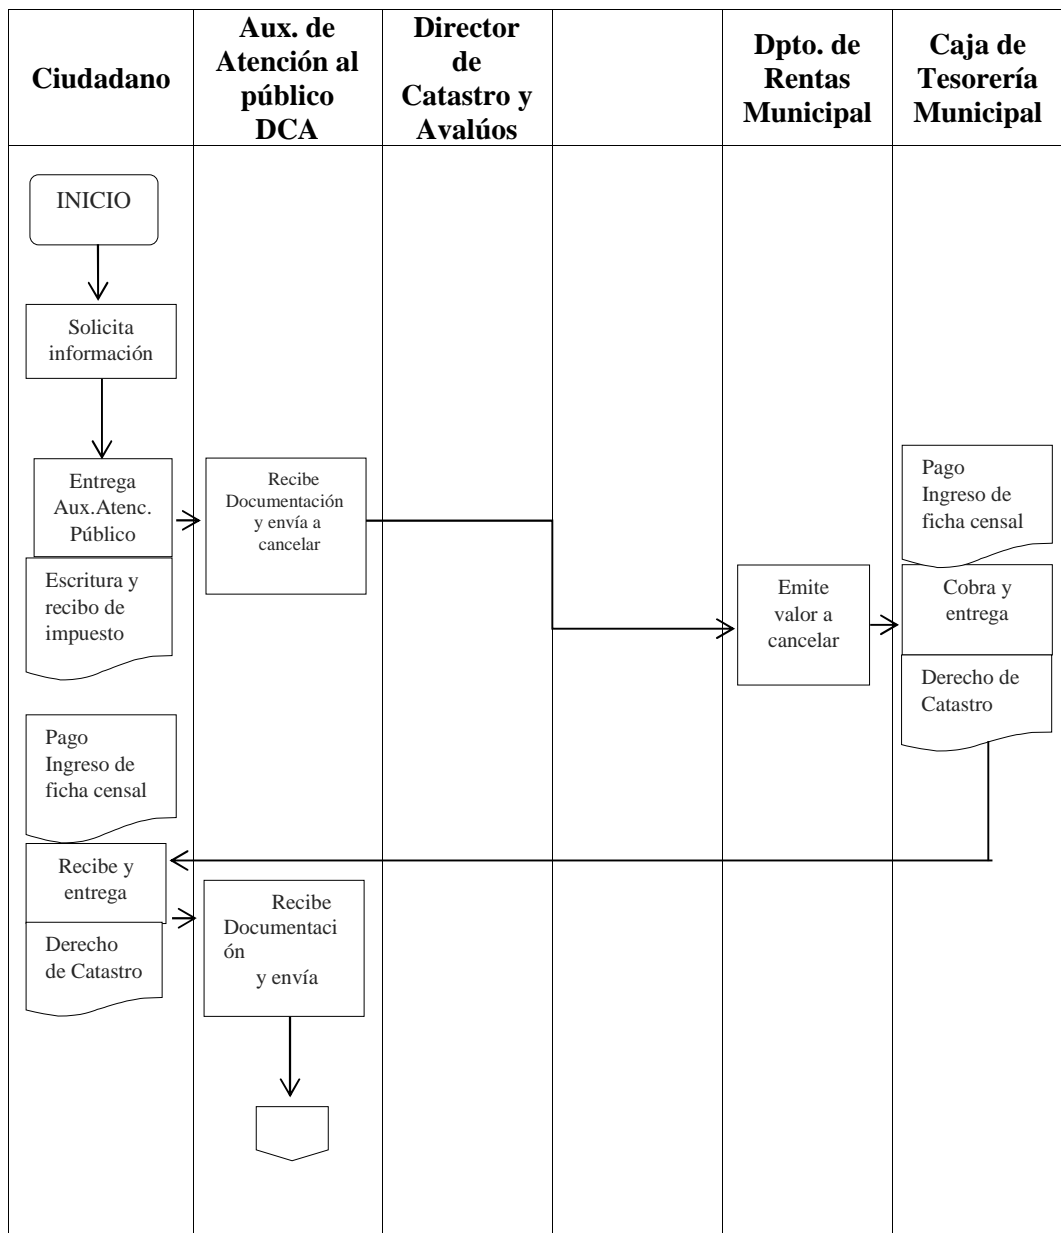 Ciudadano
Aux. de
Atención al
público
DCA
Director
de
Catastro y
Avalúos
Dpto. de
Rentas
Municipal
Caja de
Tesorería
Municipal
INICIO
Solicita
información
Entrega
Aux.Atenc.
Público
Escritura y
recibo de
impuesto
Recibe
Documentación
y envía a
cancelar
Emite
valor a
cancelar
Pago
Ingreso de
ficha censal
Cobra y
entrega
Derecho de
Catastro
Pago
Ingreso de
ficha censal
Recibe y
entrega
Derecho
de Catastro
Recibe
Documentaci
ón
y envía